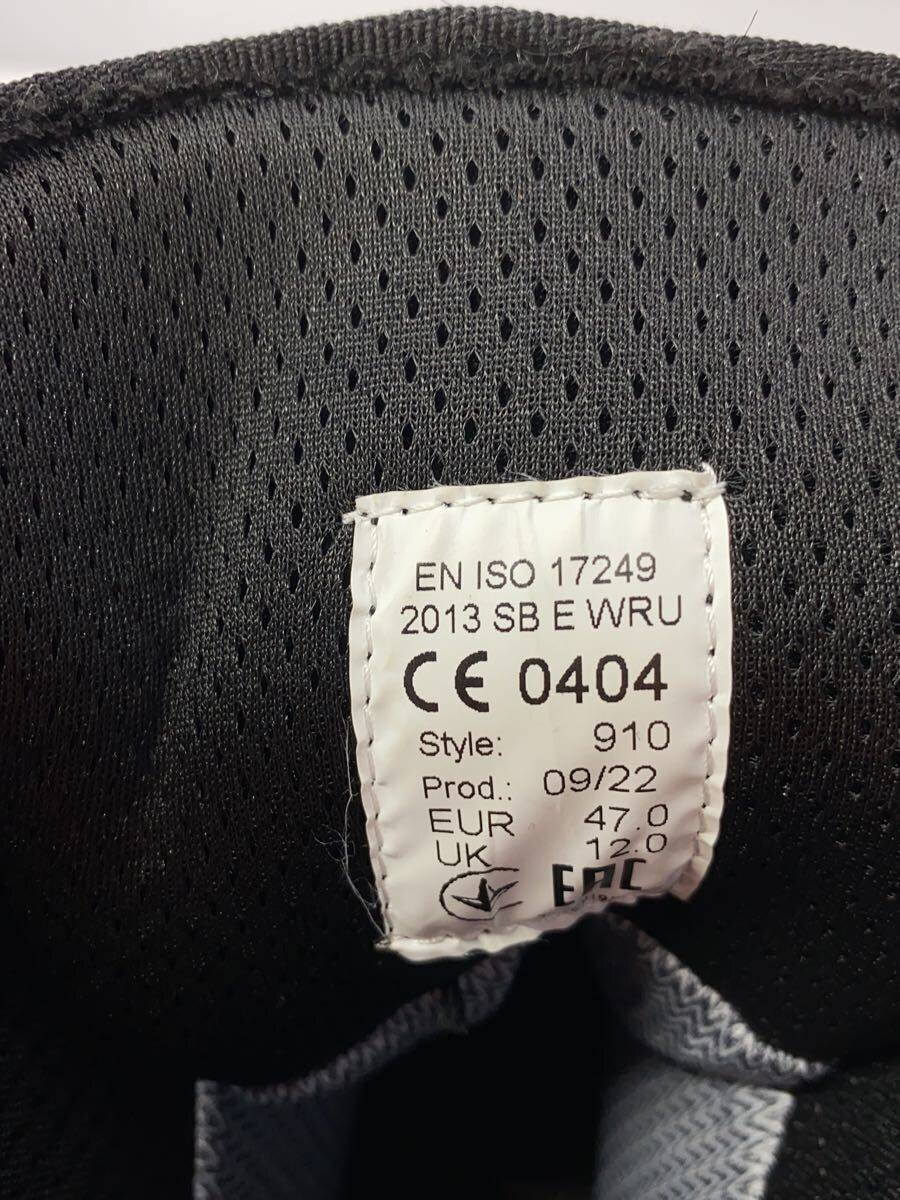 EN ISO 17249
2013 SB E WRU
CE 0404
Style: 910
Prod.: 09/22
EUR 47.0
UK 12.0
EAC